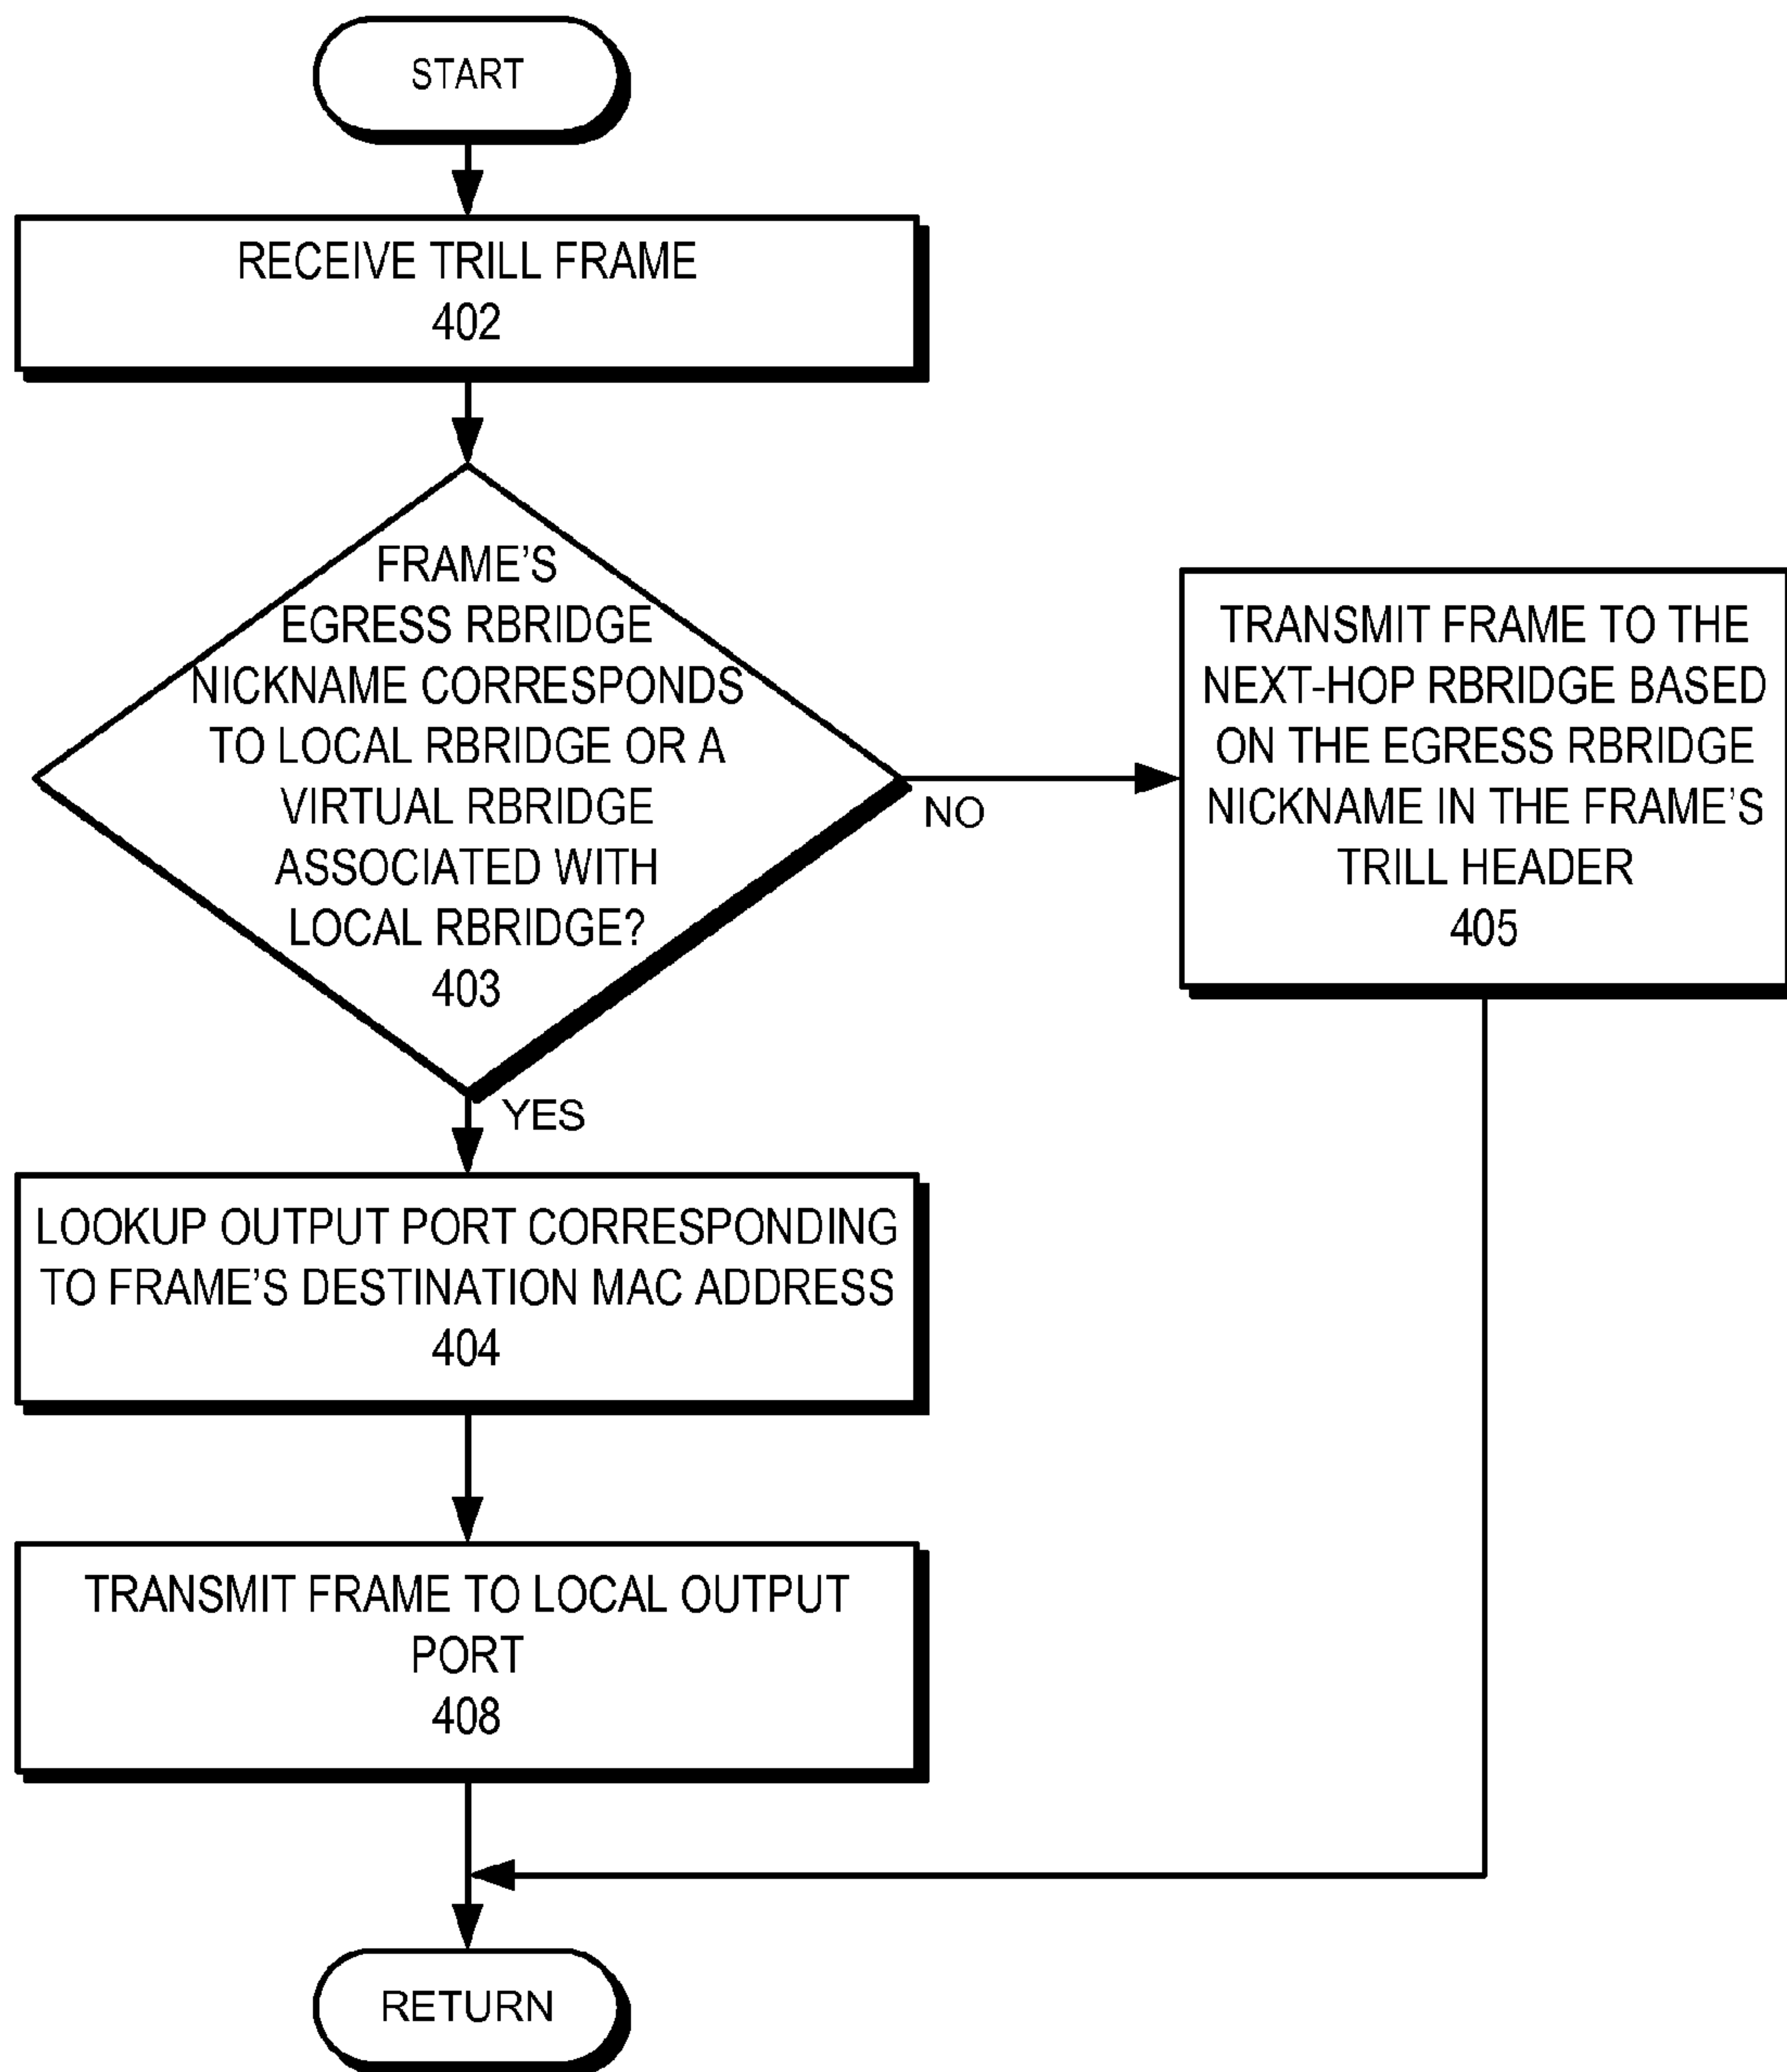 START
RECEIVE TRILL FRAME
402
FRAME'S
EGRESS RBRIDGE
NICKNAME CORRESPONDS
TO LOCAL RBRIDGE OR A
VIRTUAL RBRIDGE
ASSOCIATED WITH
LOCAL RBRIDGE?
403
NO
TRANSMIT FRAME TO THE
NEXT-HOP RBRIDGE BASED
ON THE EGRESS RBRIDGE
NICKNAME IN THE FRAME'S
TRILL HEADER
405
YES
LOOKUP OUTPUT PORT CORRESPONDING
TO FRAME'S DESTINATION MAC ADDRESS
404
TRANSMIT FRAME TO LOCAL OUTPUT
PORT
408
RETURN